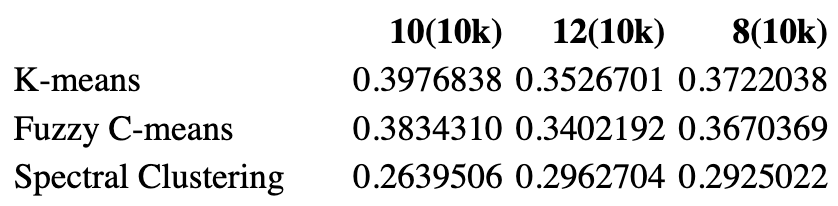 10(10k) 12(10k) 8(10k)
K-means 0.3976838 0.3526701 0.3722038
Fuzzy C-means 0.3834310 0.3402192 0.3670369
Spectral Clustering 0.2639506 0.2962704 0.2925022